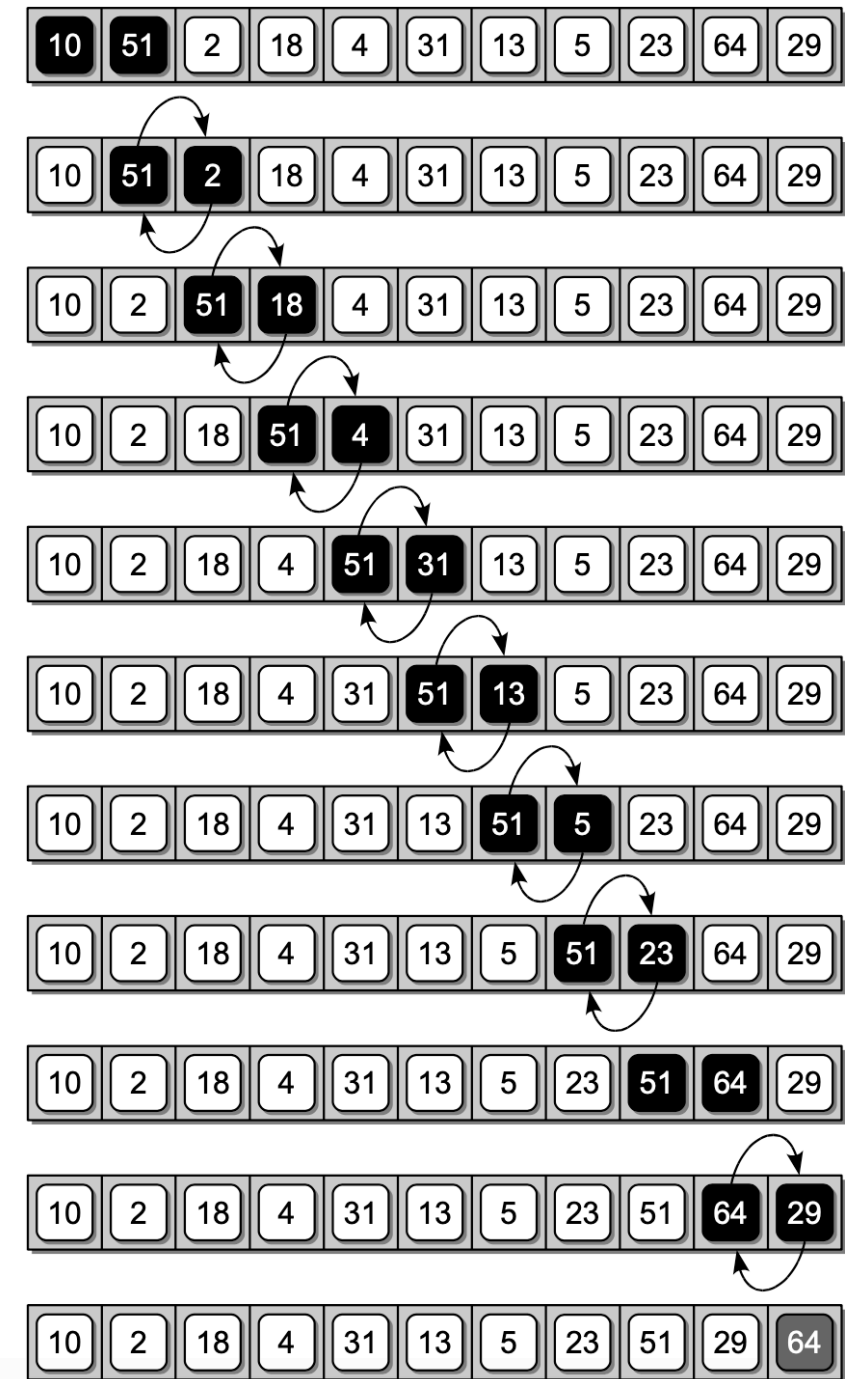 10 51 2 18 4 31 13 5 23 64 29
10 51 2 18 4 31 13 5 23 64 29
10 2 51 18 4 31 13 5 23 64 29
10 2 18 51 4 31 13 5 23 64 29
10 2 18 4 51 31 13 5 23 64 29
10 2 18 4 31 51 13 5 23 64 29
10 2 18 4 31 13 51 5 23 64 29
10 2 18 4 31 13 5 51 23 64 29
10 2 18 4 31 13 5 23 51 64 29
10 2 18 4 31 13 5 23 51 64 29
10 2 18 4 31 13 5 23 51 29 64